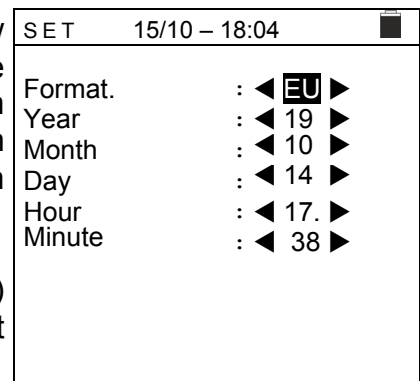 SET 15/10 – 18:04
Format. : ◀ EU ▶
Year : ◀ 19 ▶
Month : ◀ 10 ▶
Day : ◀ 14 ▶
Hour : ◀ 17. ▶
Minute : ◀ 38 ▶